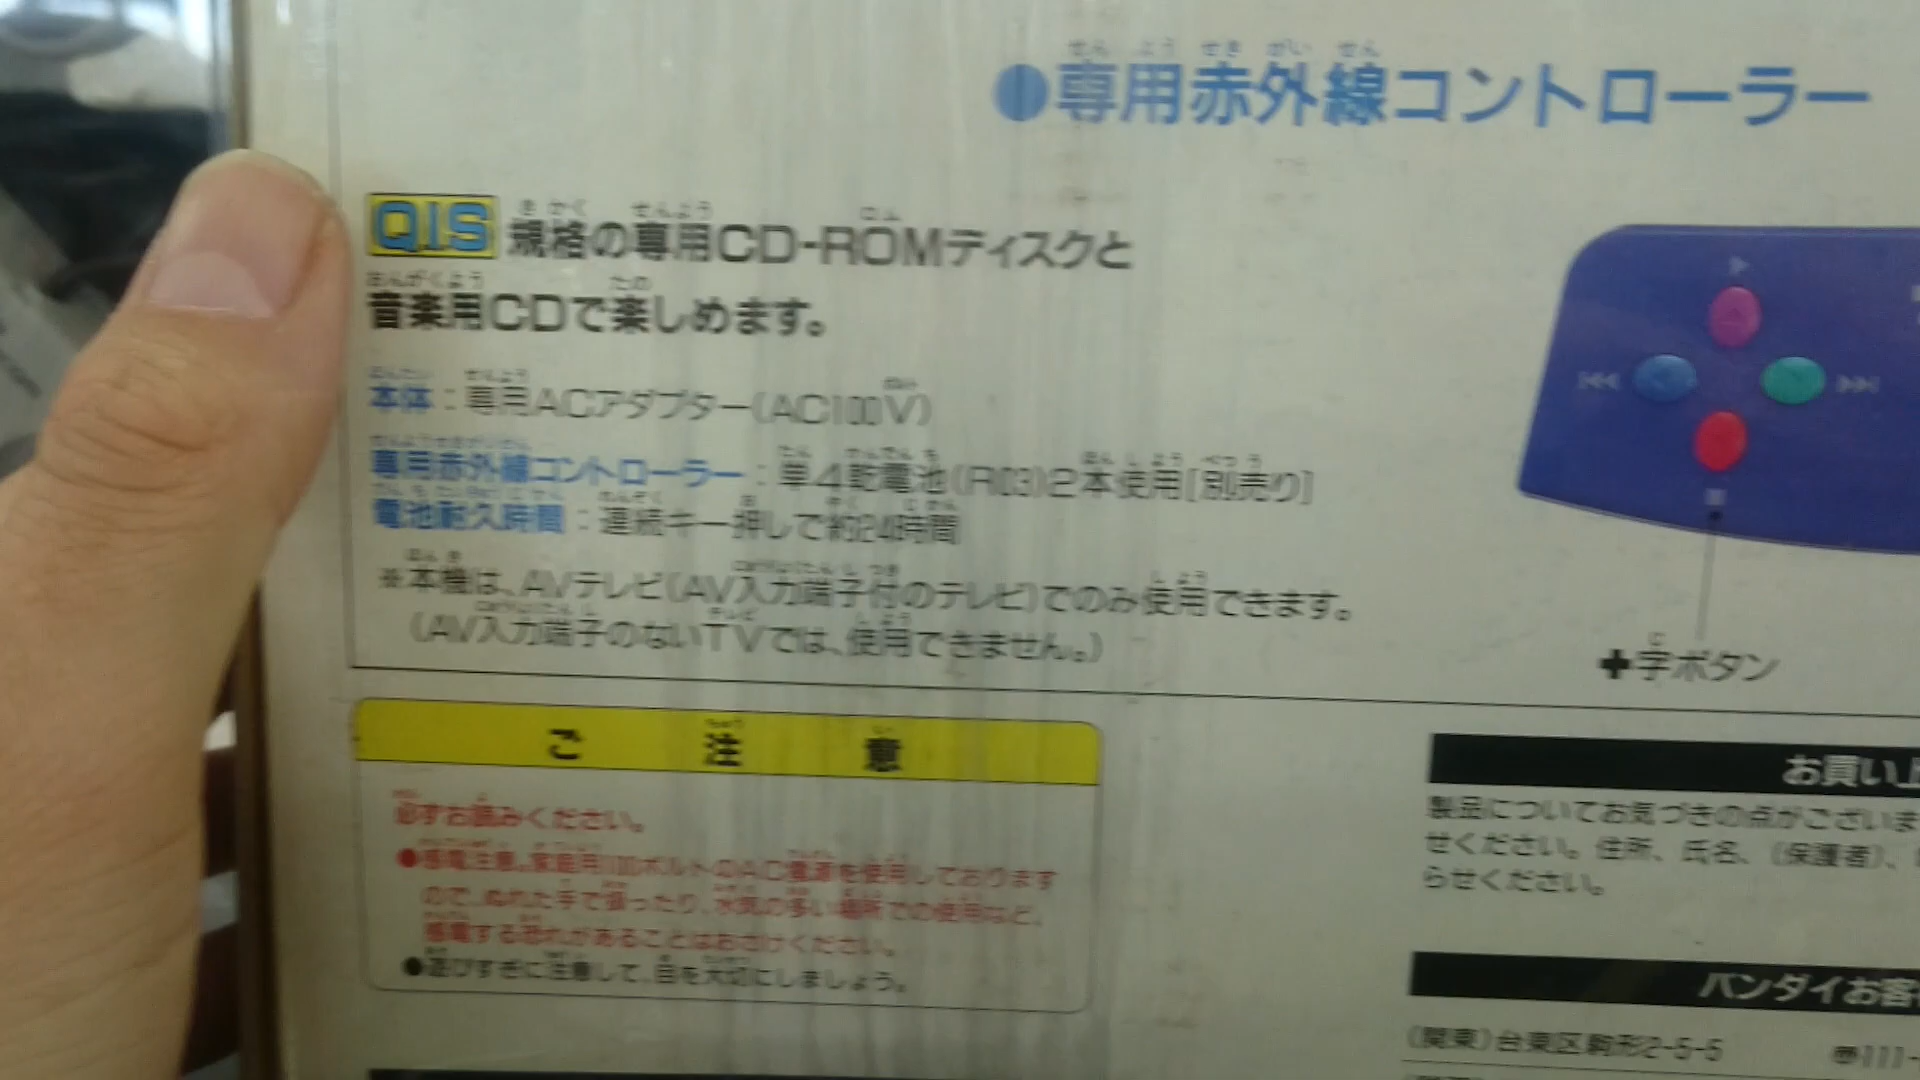 ●専用赤外線コントローラー
QIS規格の専用CD-ROMディスクと
音楽用CDで楽しめます。
本体：専用ACアダプター(AC100V)
専用赤外線コントローラー：単4乾電池(R03)2本使用[別売り]
電池耐久時間：連続キー押しで約24時間
※本機は、AVテレビ(AV入力端子付のテレビ)でのみ使用できます。
(AV入力端子のないTVでは、使用できません。)
+字ボタン
ご注意
必ずお読みください。
●感電注意。家庭用100ボルトのAC電源を使用しております
ので、ぬれた手で張ったり、水気の多い場所での使用など、
感電する恐れがあることはおさけください。
●遊びすぎに注意して、目を大切にしましょう。
お買い上
製品についてお気づきの点がございま
せください。住所、氏名、(保護者)、
らせください。
バンダイお客
(関東)台東区駒形2-5-5 〠111-